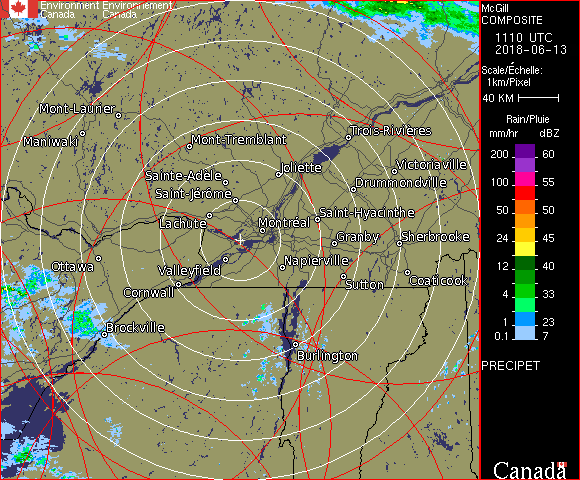 Environment Environnement
Canada Canada
McGill
COMPOSITE
1110 UTC
2018-06-13
Scale/Échelle:
1km/Pixel
40 KM
Rain/Pluie
mm/hr dBZ
200 60
155 57
100 55
50 50
24 45
12 40
4 33
1 23
0.1 7
PRECIPET
Canada
Mont-Laurier
Maniwaki
Mont-Tremblant
Trois-Rivières
Joliette
Victoriaville
Sainte-Adèle
Drummondville
Saint-Jérôme
Lachute
Saint-Hyacinthe
Montréal
Granby
Sherbrooke
Ottawa
Valleyfield
Napierville
Cornwall
Sutton
Coaticook
Brockville
Burlington